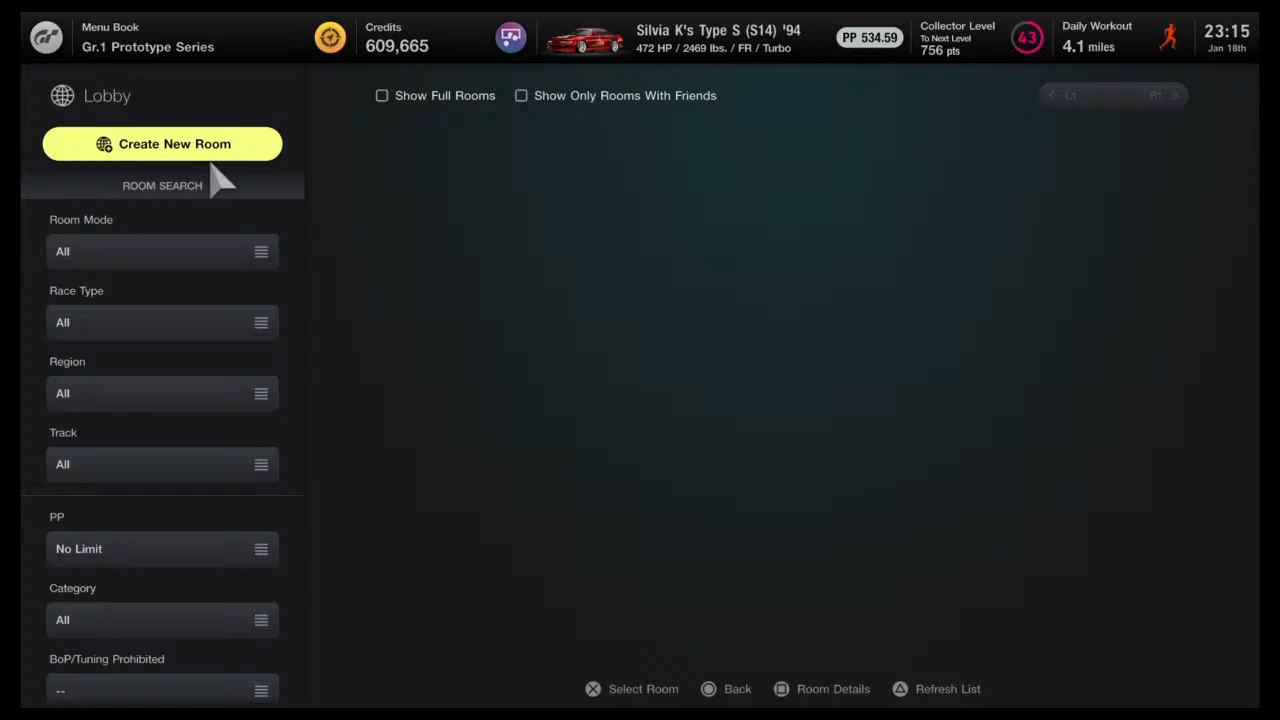 Menu Book
Gr.1 Prototype Series
Credits
609,665
Silvia K's Type S (S14) '94
472 HP / 2469 lbs. / FR / Turbo
PP 534.59
Collector Level
To Next Level
756 pts
43
Daily Workout
4.1 miles
23:15
Jan 18th
Lobby
Show Full Rooms
Show Only Rooms With Friends
L1
R1
Create New Room
ROOM SEARCH
Room Mode
All
Race Type
All
Region
All
Track
All
PP
No Limit
Category
All
BoP/Tuning Prohibited
--
Select Room
Back
Room Details
Refresh List